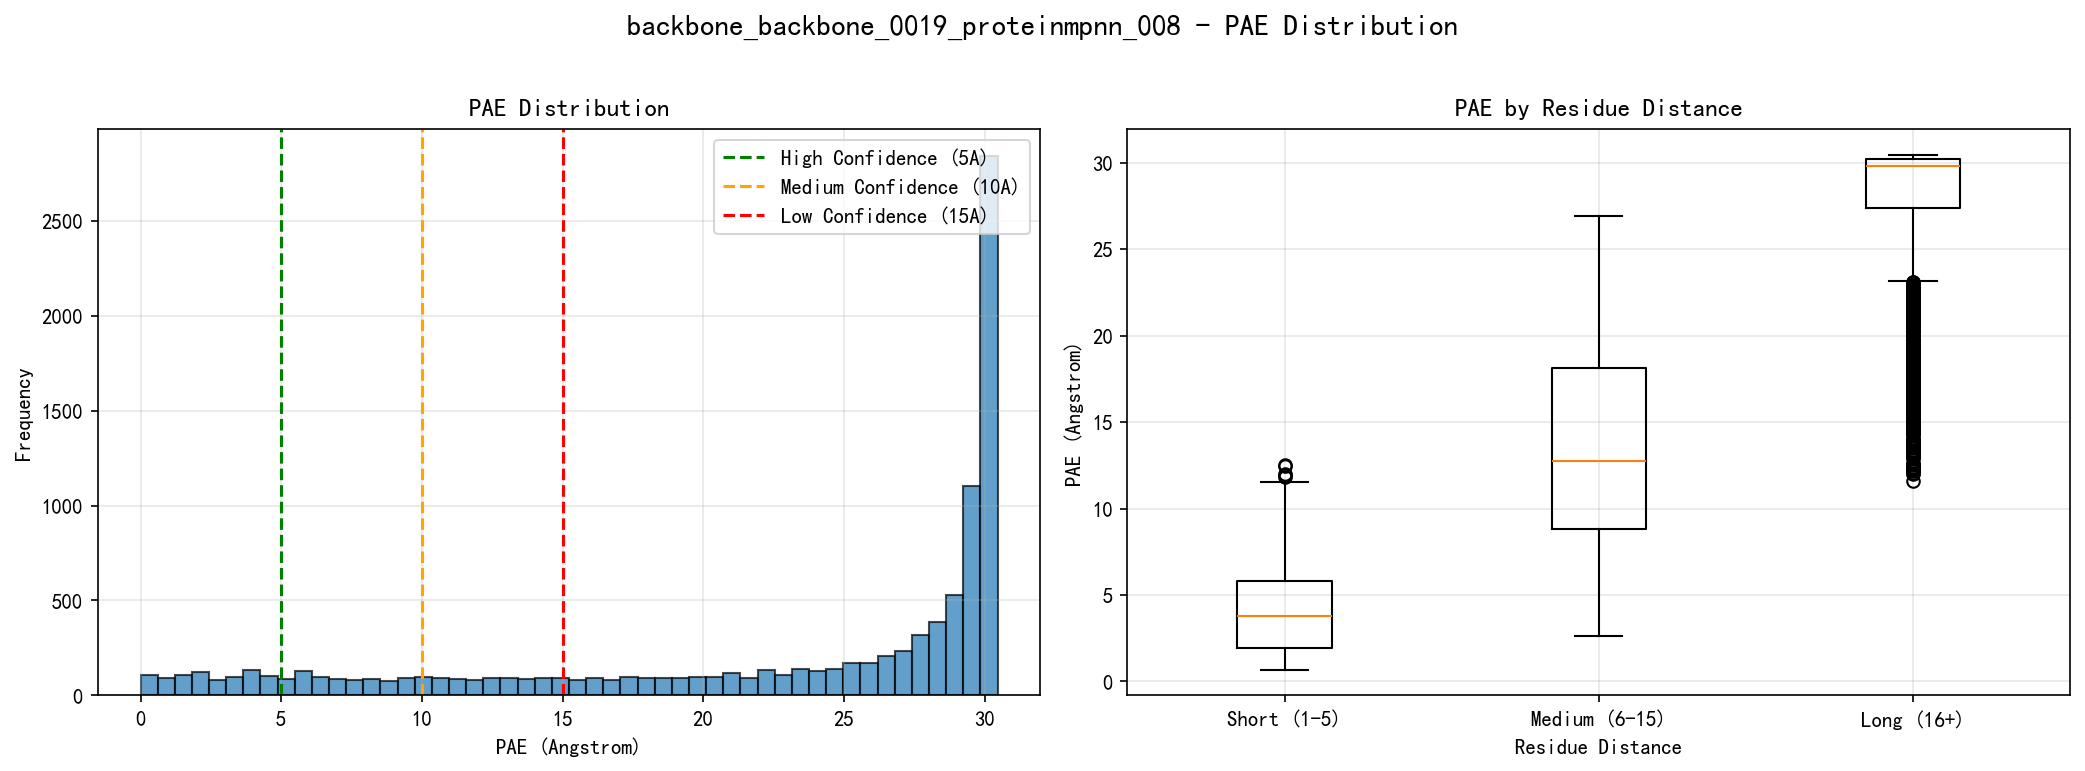 backbone_backbone_0019_proteinmpnn_008 - PAE Distribution
PAE Distribution
High Confidence (5A)
Medium Confidence (10A)
Low Confidence (15A)
Frequency
0
500
1000
1500
2000
2500
0 5 10 15 20 25 30
PAE (Angstrom)
PAE by Residue Distance
PAE (Angstrom)
30
25
20
15
10
5
0
Short (1-5) Medium (6-15) Long (16+)
Residue Distance